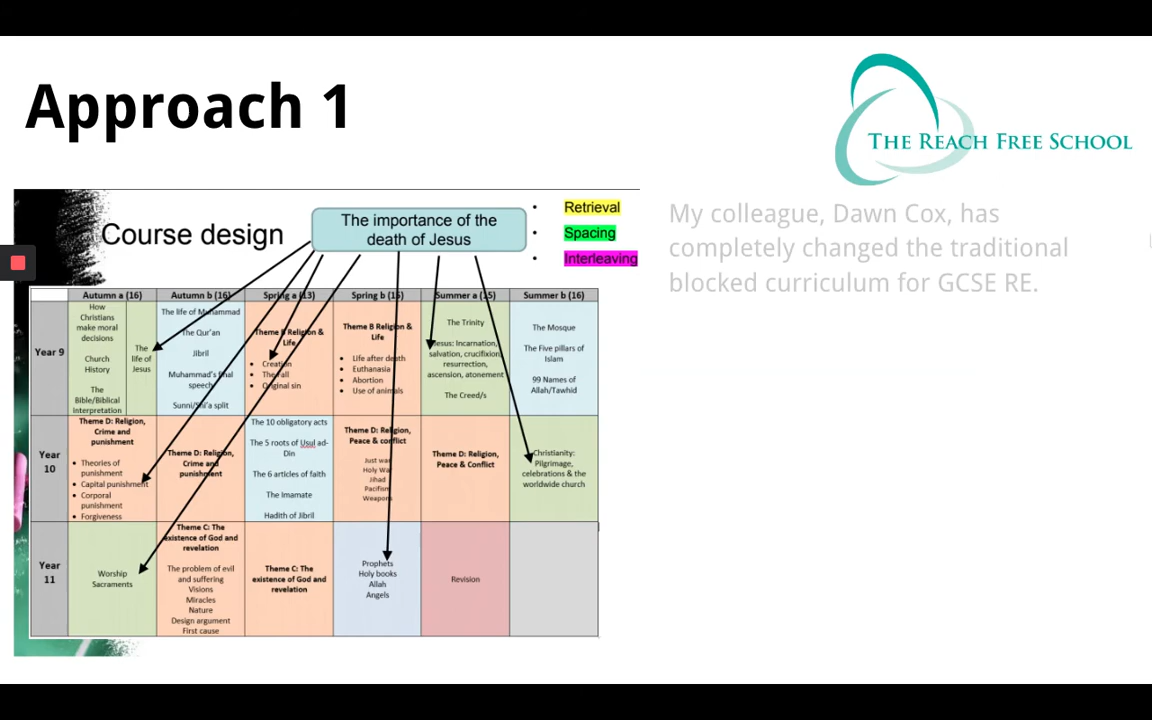 Approach 1
THE REACH FREE SCHOOL
My colleague, Dawn Cox, has
completely changed the traditional
blocked curriculum for GCSE RE.
Course design
The importance of the
death of Jesus
• Retrieval
• Spacing
• Interleaving
Autumn a (16)
Autumn b (16)
Spring a (13)
Spring b (15)
Summer a (15)
Summer b (16)
Year 9
How
Christians
make moral
decisions
Church
History
The
Bible/Biblical
interpretation
The
life of
Jesus
The life of Muhammad
The Qur'an
Jibril
Muhammad's final
speech
Sunni/Shi'a split
Theme B Religion &
Life
• Creation
• The Fall
• Original sin
Theme B Religion &
Life
• Life after death
• Euthanasia
• Abortion
• Use of animals
The Trinity
Jesus: Incarnation,
salvation, crucifixion,
resurrection,
ascension, atonement
The Creed/s
The Mosque
The Five pillars of
Islam
99 Names of
Allah/Tawhid
Year
10
Theme D: Religion,
Crime and
punishment
• Theories of
punishment
• Capital punishment
• Corporal
punishment
• Forgiveness
Theme D: Religion,
Crime and
punishment
The 10 obligatory acts
The 5 roots of Usul ad-
Din
The 6 articles of faith
The Imamate
Hadith of Jibril
Theme D: Religion,
Peace & conflict
Just war
Holy War
Jihad
Pacifism
Weapons
Theme D: Religion,
Peace & Conflict
Christianity:
Pilgrimage,
celebrations & the
worldwide church
Year
11
Worship
Sacraments
Theme C: The
existence of God and
revelation
The problem of evil
and suffering
Visions
Miracles
Nature
Design argument
First cause
Theme C: The
existence of God and
revelation
Prophets
Holy books
Allah
Angels
Revision